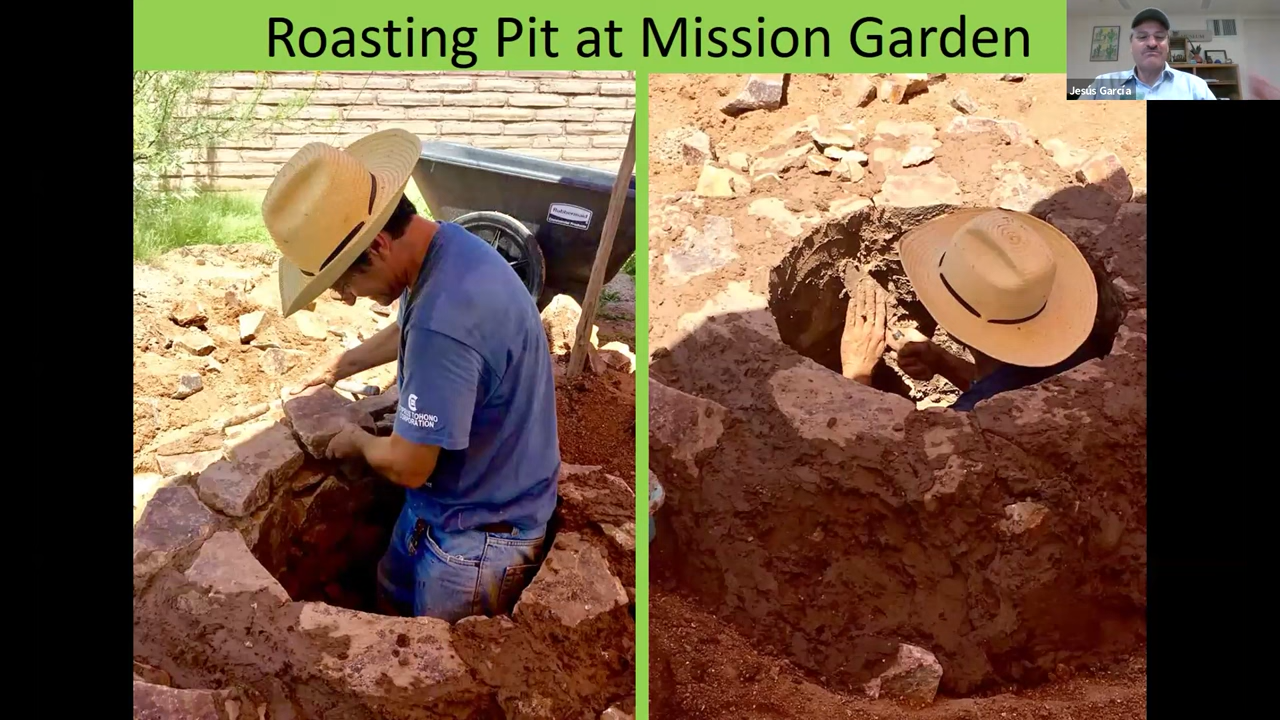 Roasting Pit at Mission Garden
Jesús García
Rubbermaid
TOHONO
CORPORATION